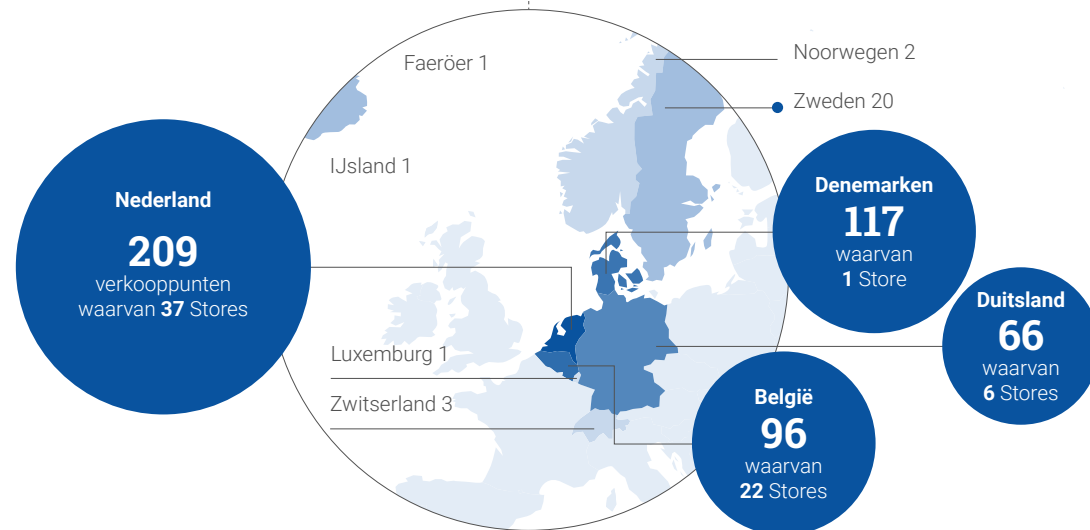 Faeröer 1
Noorwegen 2
Zweden 20
IJsland 1
Nederland
209
verkooppunten
waarvan 37 Stores
Denemarken
117
waarvan
1 Store
Duitsland
66
waarvan
6 Stores
Luxemburg 1
Zwitserland 3
België
96
waarvan
22 Stores